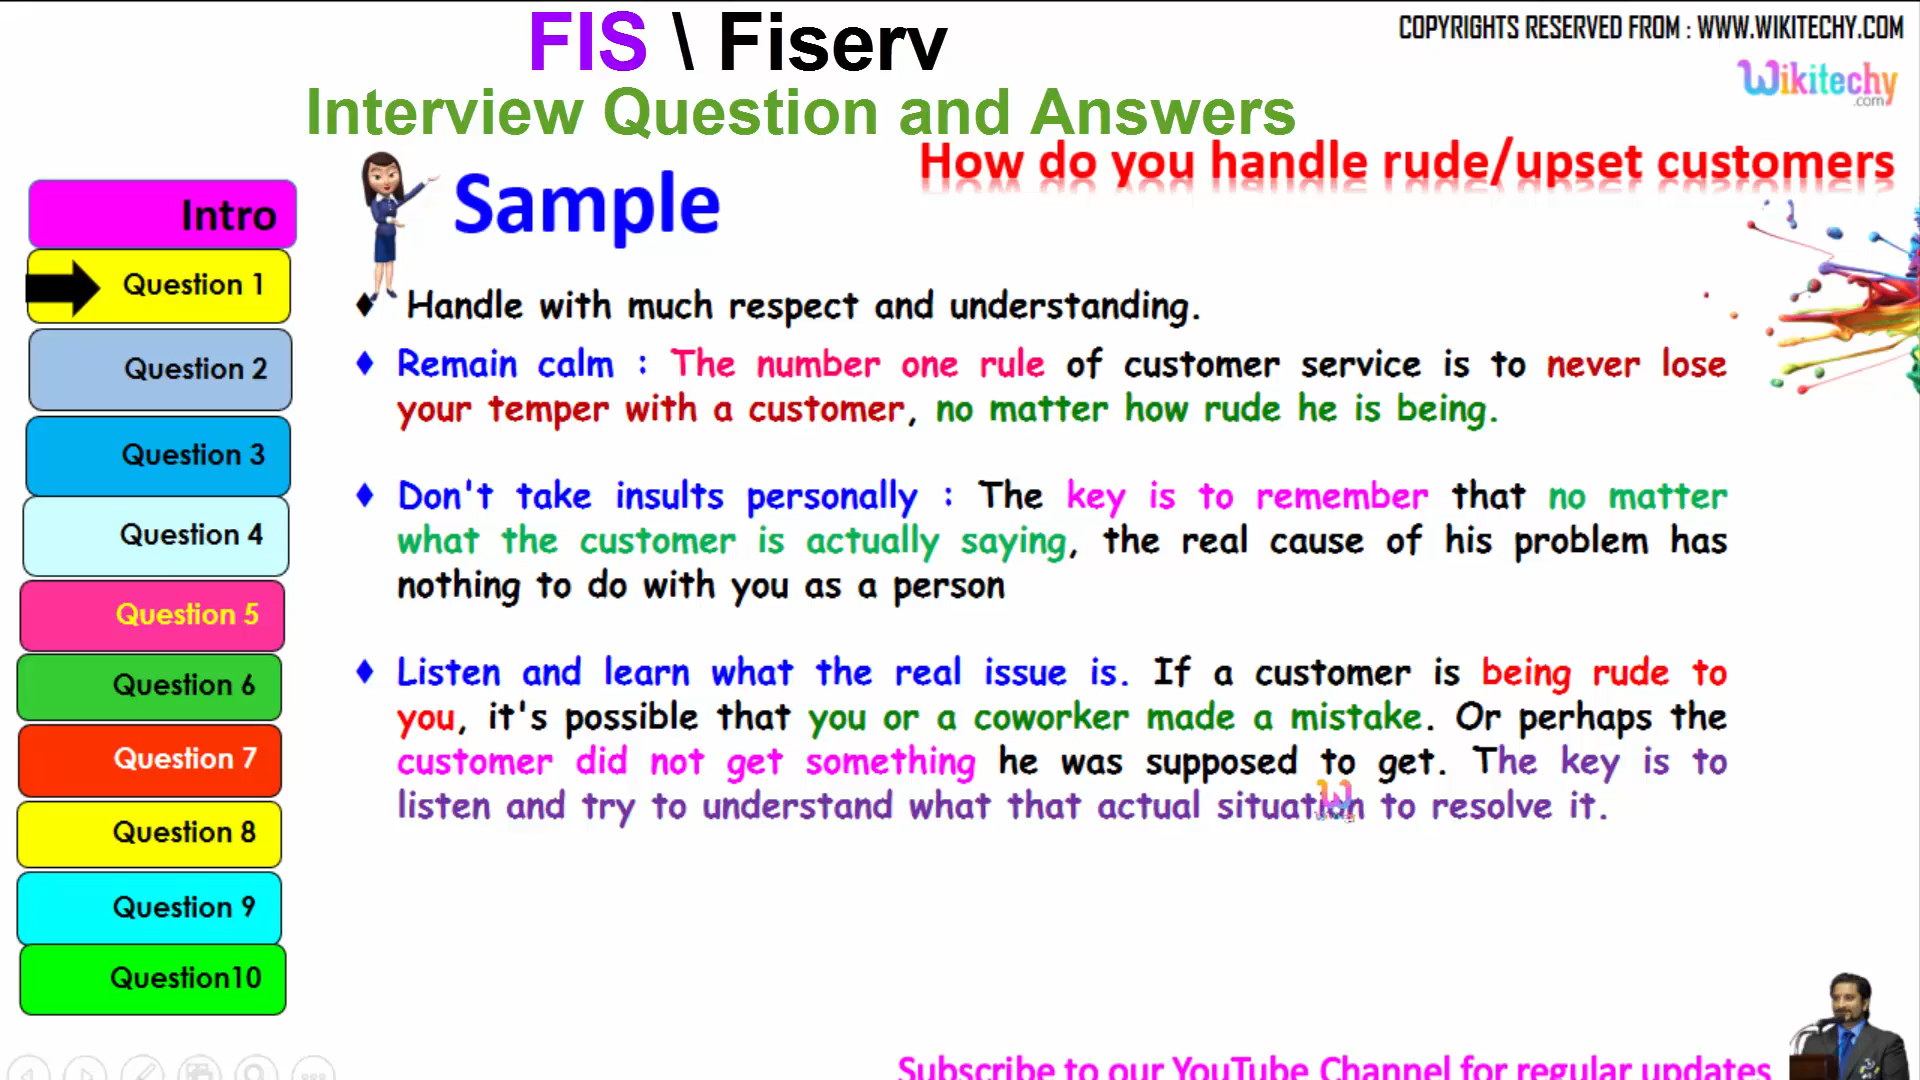 FIS \ Fiserv
COPYRIGHTS RESERVED FROM : WWW.WIKITECHY.COM
Wikitechy
.com
Interview Question and Answers
How do you handle rude/upset customers
Sample
Intro
Question 1
Question 2
Question 3
Question 4
Question 5
Question 6
Question 7
Question 8
Question 9
Question10
♦ Handle with much respect and understanding.
♦ Remain calm : The number one rule of customer service is to never lose
your temper with a customer, no matter how rude he is being.
♦ Don't take insults personally : The key is to remember that no matter
what the customer is actually saying, the real cause of his problem has
nothing to do with you as a person
♦ Listen and learn what the real issue is. If a customer is being rude to
you, it's possible that you or a coworker made a mistake. Or perhaps the
customer did not get something he was supposed to get. The key is to
listen and try to understand what that actual situation to resolve it.
Subscribe to our YouTube Channel for regular updates